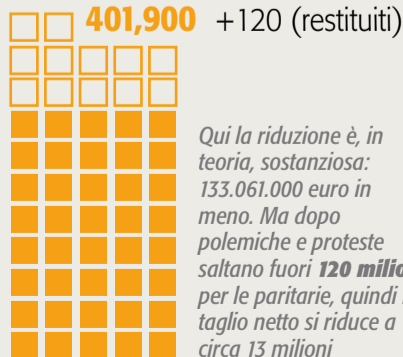 401,900 +120 (restituiti)
Qui la riduzione è, in
teoria, sostanziosa:
133.061.000 euro in
meno. Ma dopo
polemiche e proteste
saltano fuori 120
per le paritarie, quindi
taglio netto si riduce a
circa 13 milioni